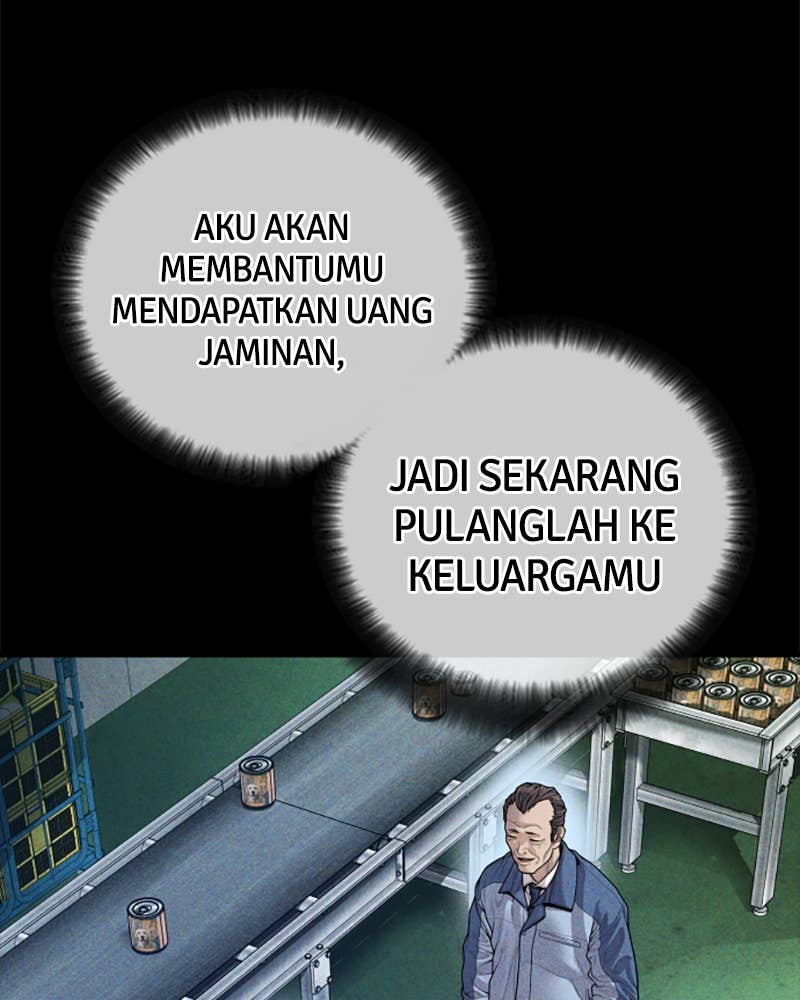 AKU AKAN
MEMBANTUMU
MENDAPATKAN UANG
JAMINAN,
JADI SEKARANG
PULANGLAH KE
KELUARGAMU